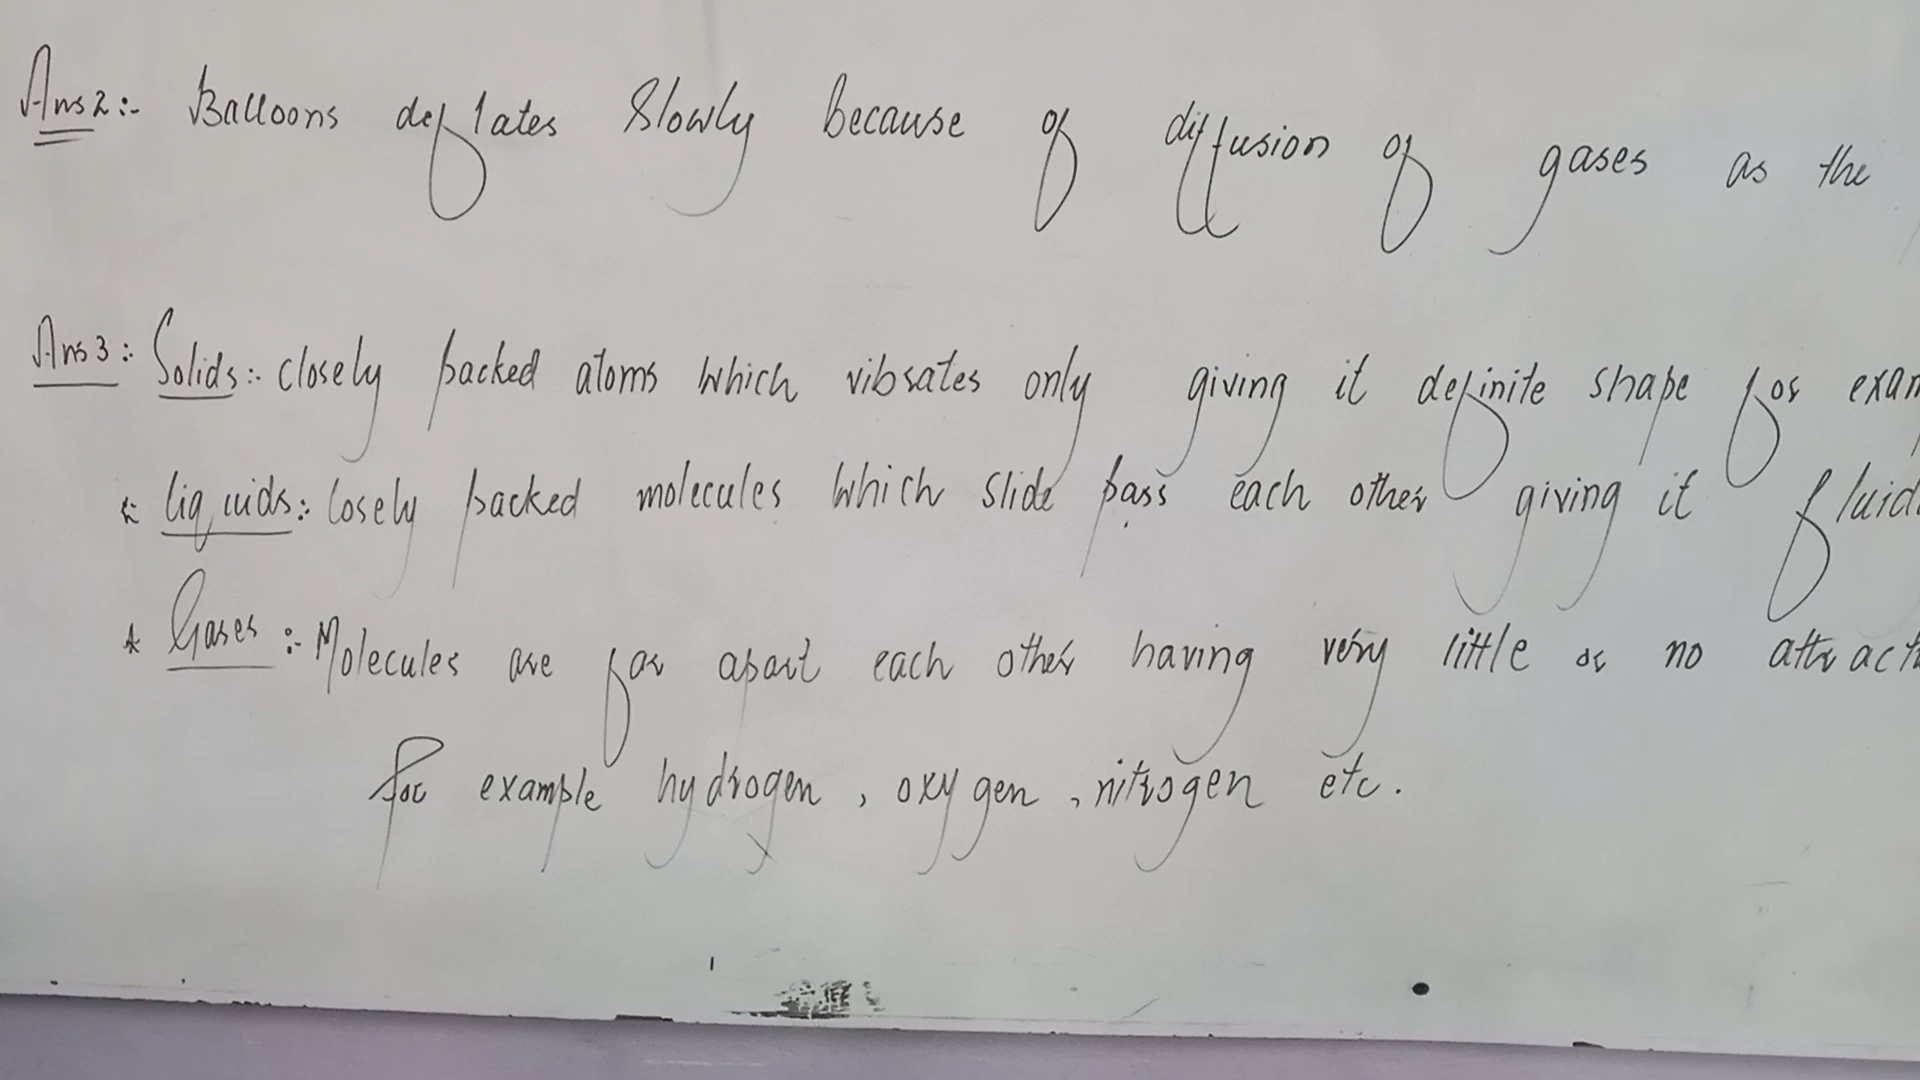 Ans2:- Balloons deflates slowly because of diffusion of gases as the
Ans3:- Solids:- closely packed atoms which vibrates only giving it definite shape for exam
* liquids:- losely packed molecules which slide pass each other giving it fluid
* Gases:- Molecules are far apart each other having very little or no attract
for example hydrogen, oxygen, nitrogen etc.